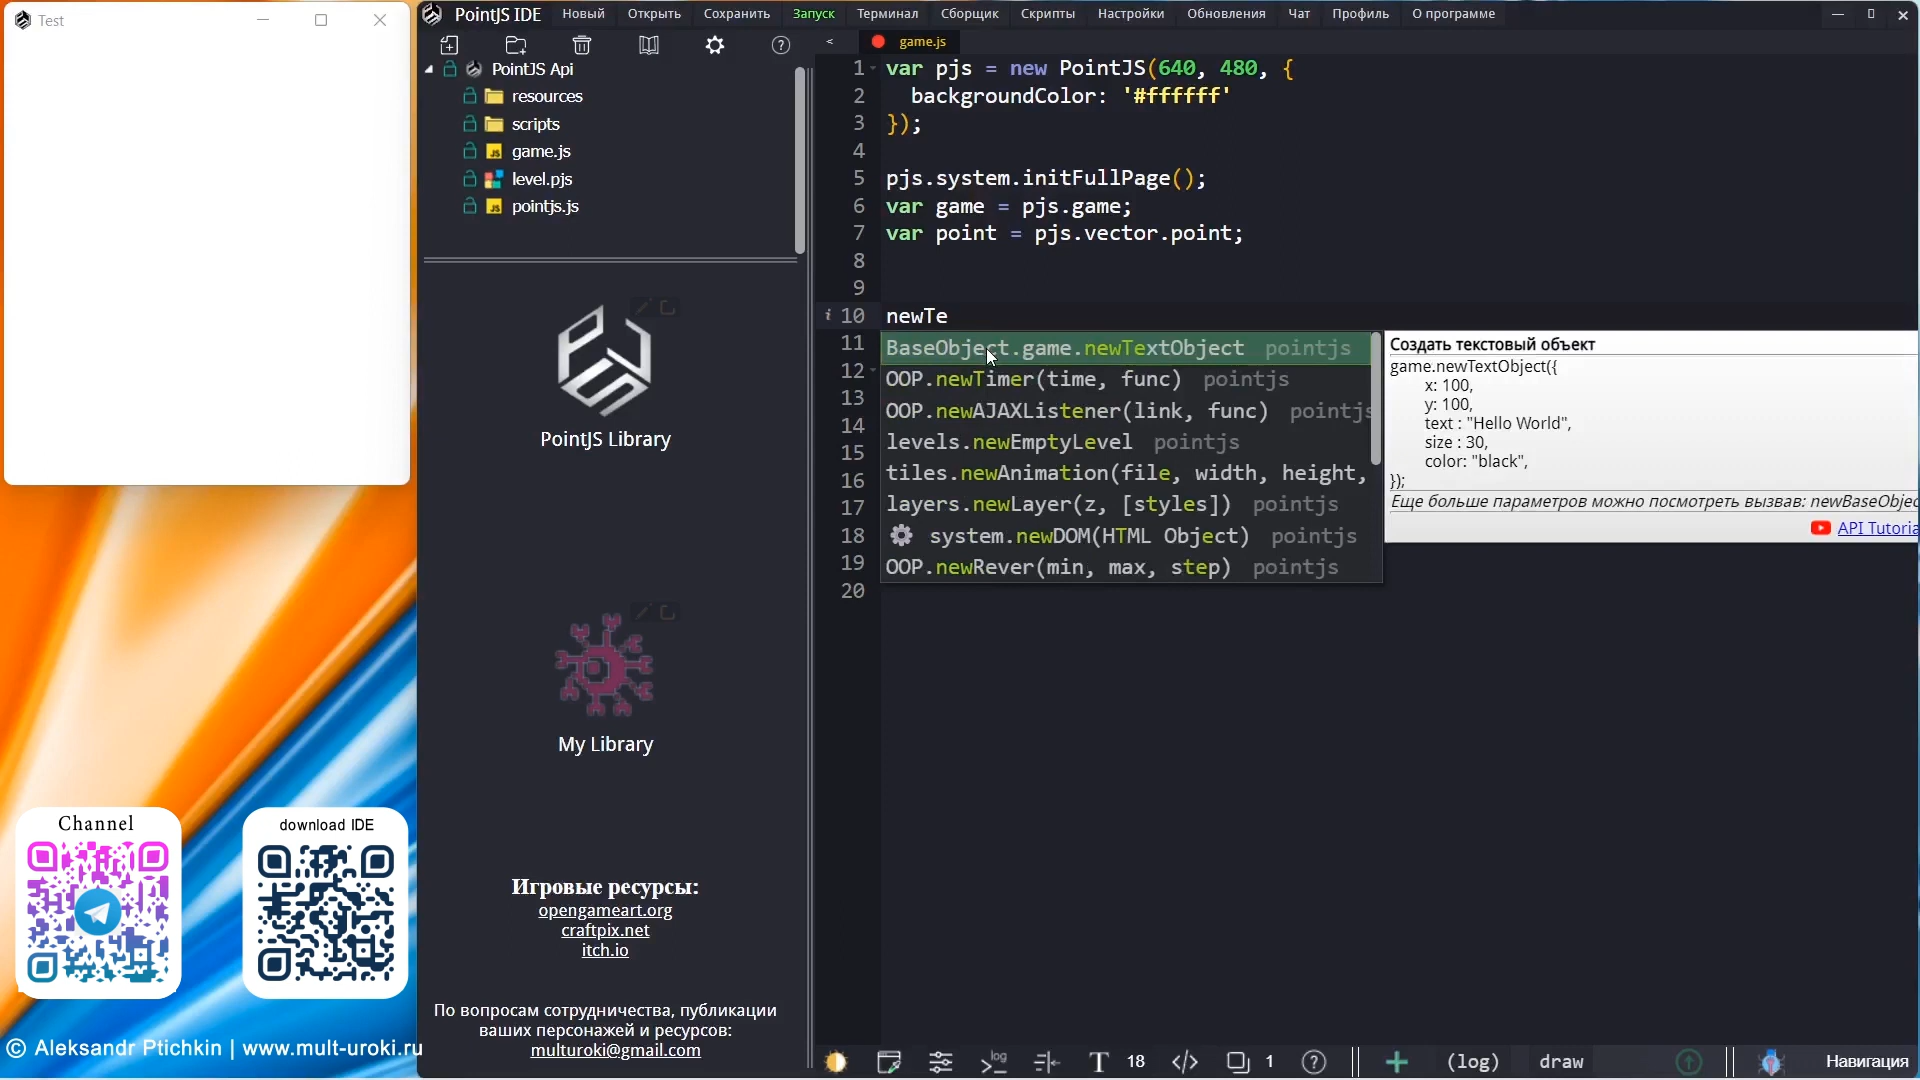 Test
PointJS IDE
Новый
Открыть
Сохранить
Запуск
Терминал
Сборщик
Скрипты
Настройки
Обновления
Чат
Профиль
О программе
<
game.js
PointJS Api
resources
scripts
game.js
level.pjs
pointjs.js
PointJS Library
My Library
Игровые ресурсы:
opengameart.org
craftpix.net
itch.io
По вопросам сотрудничества, публикации
ваших персонажей и ресурсов:
multuroki@gmail.com
1 var pjs = new PointJS(640, 480, {
2 backgroundColor: '#ffffff'
3 });
4
5 pjs.system.initFullPage();
6 var game = pjs.game;
7 var point = pjs.vector.point;
8
9
i 10 newTe
11
12
13
14
15
16
17
18
19
20
BaseObject.game.newTextObject pointjs
OOP.newTimer(time, func) pointjs
OOP.newAJAXListener(link, func) pointjs
levels.newEmptyLevel pointjs
tiles.newAnimation(file, width, height,
layers.newLayer(z, [styles]) pointjs
system.newDOM(HTML Object) pointjs
OOP.newRever(min, max, step) pointjs
Создать текстовый объект
game.newTextObject({
x: 100,
y: 100,
text : "Hello World",
size : 30,
color: "black",
});
Еще больше параметров можно посмотреть вызвав: newBaseObjec
API Tutoria
Channel
download IDE
© Aleksandr Ptichkin | www.mult-uroki.ru
>_log
T 18
</>
1
(log)
draw
Навигация